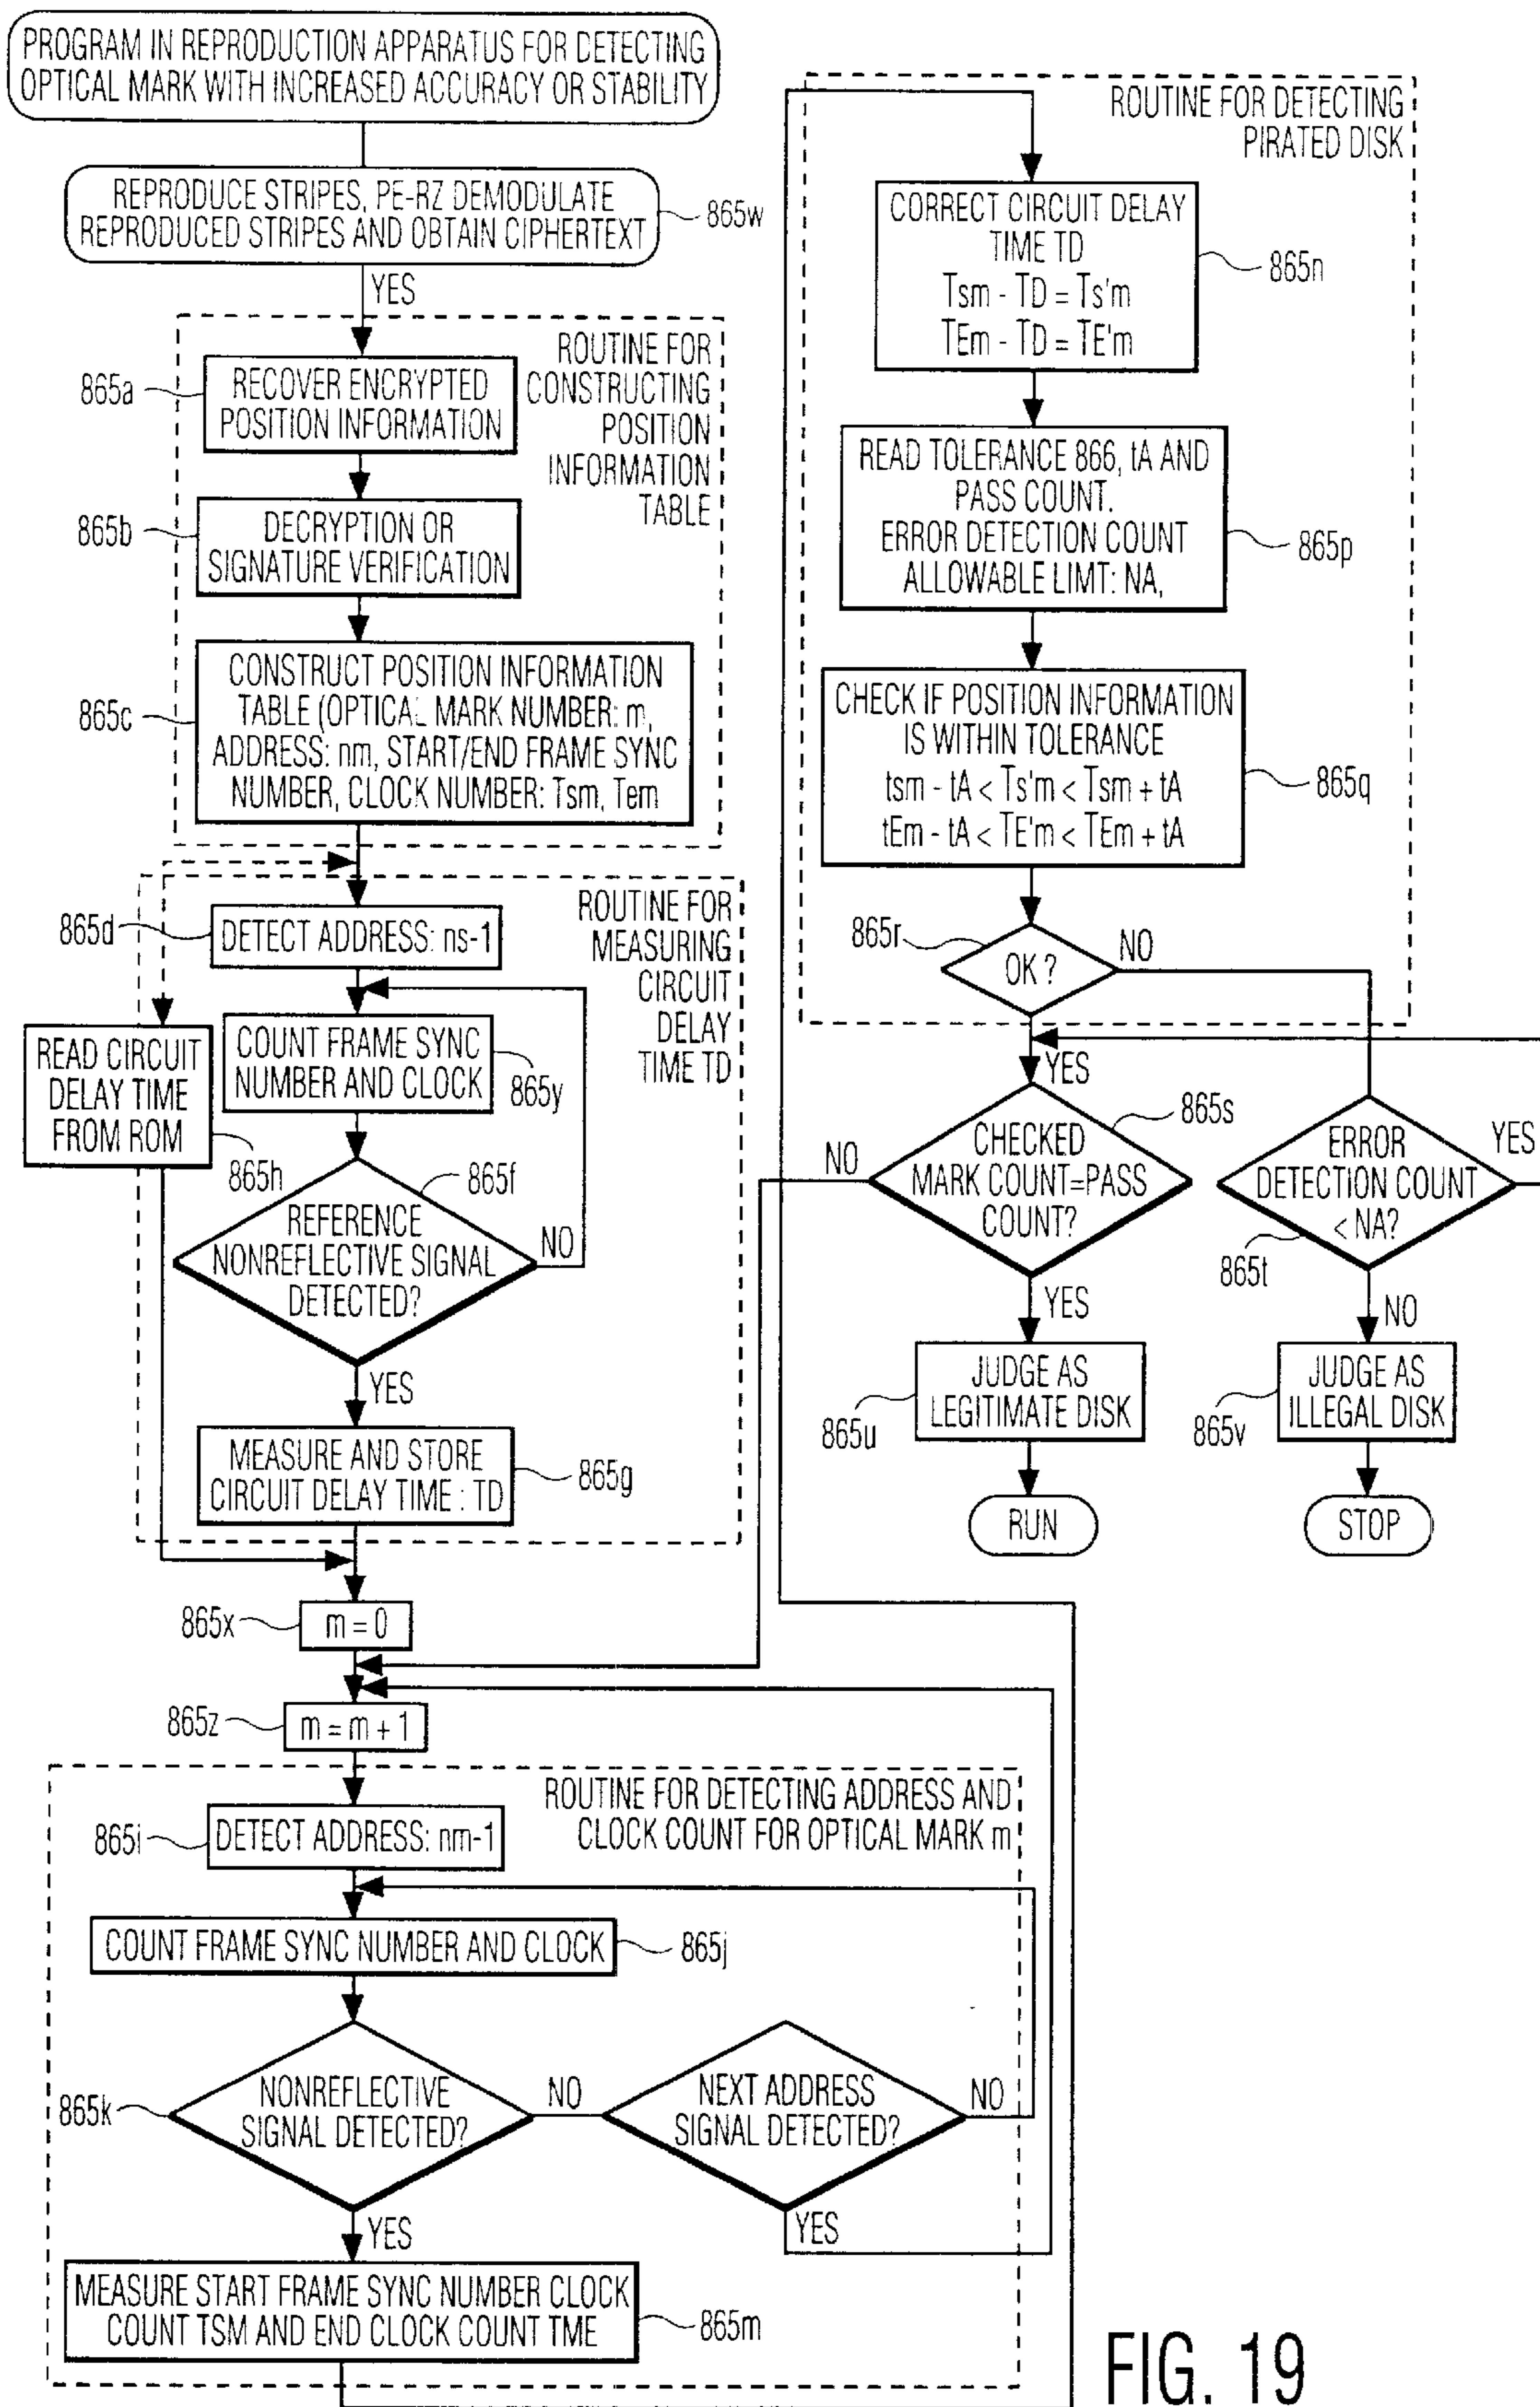 PROGRAM IN REPRODUCTION APPARATUS FOR DETECTING
OPTICAL MARK WITH INCREASED ACCURACY OR STABILITY
REPRODUCE STRIPES, PE-RZ DEMODULATE
REPRODUCED STRIPES AND OBTAIN CIPHERTEXT
865w
YES
ROUTINE FOR
CONSTRUCTING
POSITION
INFORMATION
TABLE
865a
RECOVER ENCRYPTED
POSITION INFORMATION
865b
DECRYPTION OR
SIGNATURE VERIFICATION
865c
CONSTRUCT POSITION INFORMATION
TABLE (OPTICAL MARK NUMBER: m,
ADDRESS: nm, START/END FRAME SYNC
NUMBER, CLOCK NUMBER: Tsm, Tem
ROUTINE FOR
MEASURING
CIRCUIT
DELAY
TIME TD
865d
DETECT ADDRESS: ns-1
COUNT FRAME SYNC
NUMBER AND CLOCK
865y
READ CIRCUIT
DELAY TIME
FROM ROM
865h
865f
REFERENCE
NONREFLECTIVE SIGNAL
DETECTED?
NO
YES
MEASURE AND STORE
CIRCUIT DELAY TIME : TD
865g
865x
m = 0
865z
m = m + 1
ROUTINE FOR DETECTING ADDRESS AND
CLOCK COUNT FOR OPTICAL MARK m
865i
DETECT ADDRESS: nm-1
COUNT FRAME SYNC NUMBER AND CLOCK
865j
865k
NONREFLECTIVE
SIGNAL DETECTED?
NO
NEXT ADDRESS
SIGNAL DETECTED?
NO
YES
YES
MEASURE START FRAME SYNC NUMBER CLOCK
COUNT TSM AND END CLOCK COUNT TME
865m
ROUTINE FOR DETECTING
PIRATED DISK
CORRECT CIRCUIT DELAY
TIME TD
Tsm - TD = Ts'm
TEm - TD = TE'm
865n
READ TOLERANCE 866, tA AND
PASS COUNT.
ERROR DETECTION COUNT
ALLOWABLE LIMT: NA,
865p
CHECK IF POSITION INFORMATION
IS WITHIN TOLERANCE
tsm - tA < Ts'm < Tsm + tA
tEm - tA < TE'm < TEm + tA
865q
865r
OK ?
NO
YES
865s
CHECKED
MARK COUNT=PASS
COUNT?
NO
YES
ERROR
DETECTION COUNT
< NA?
865t
YES
NO
JUDGE AS
LEGITIMATE DISK
865u
JUDGE AS
ILLEGAL DISK
865v
RUN
STOP
FIG. 19